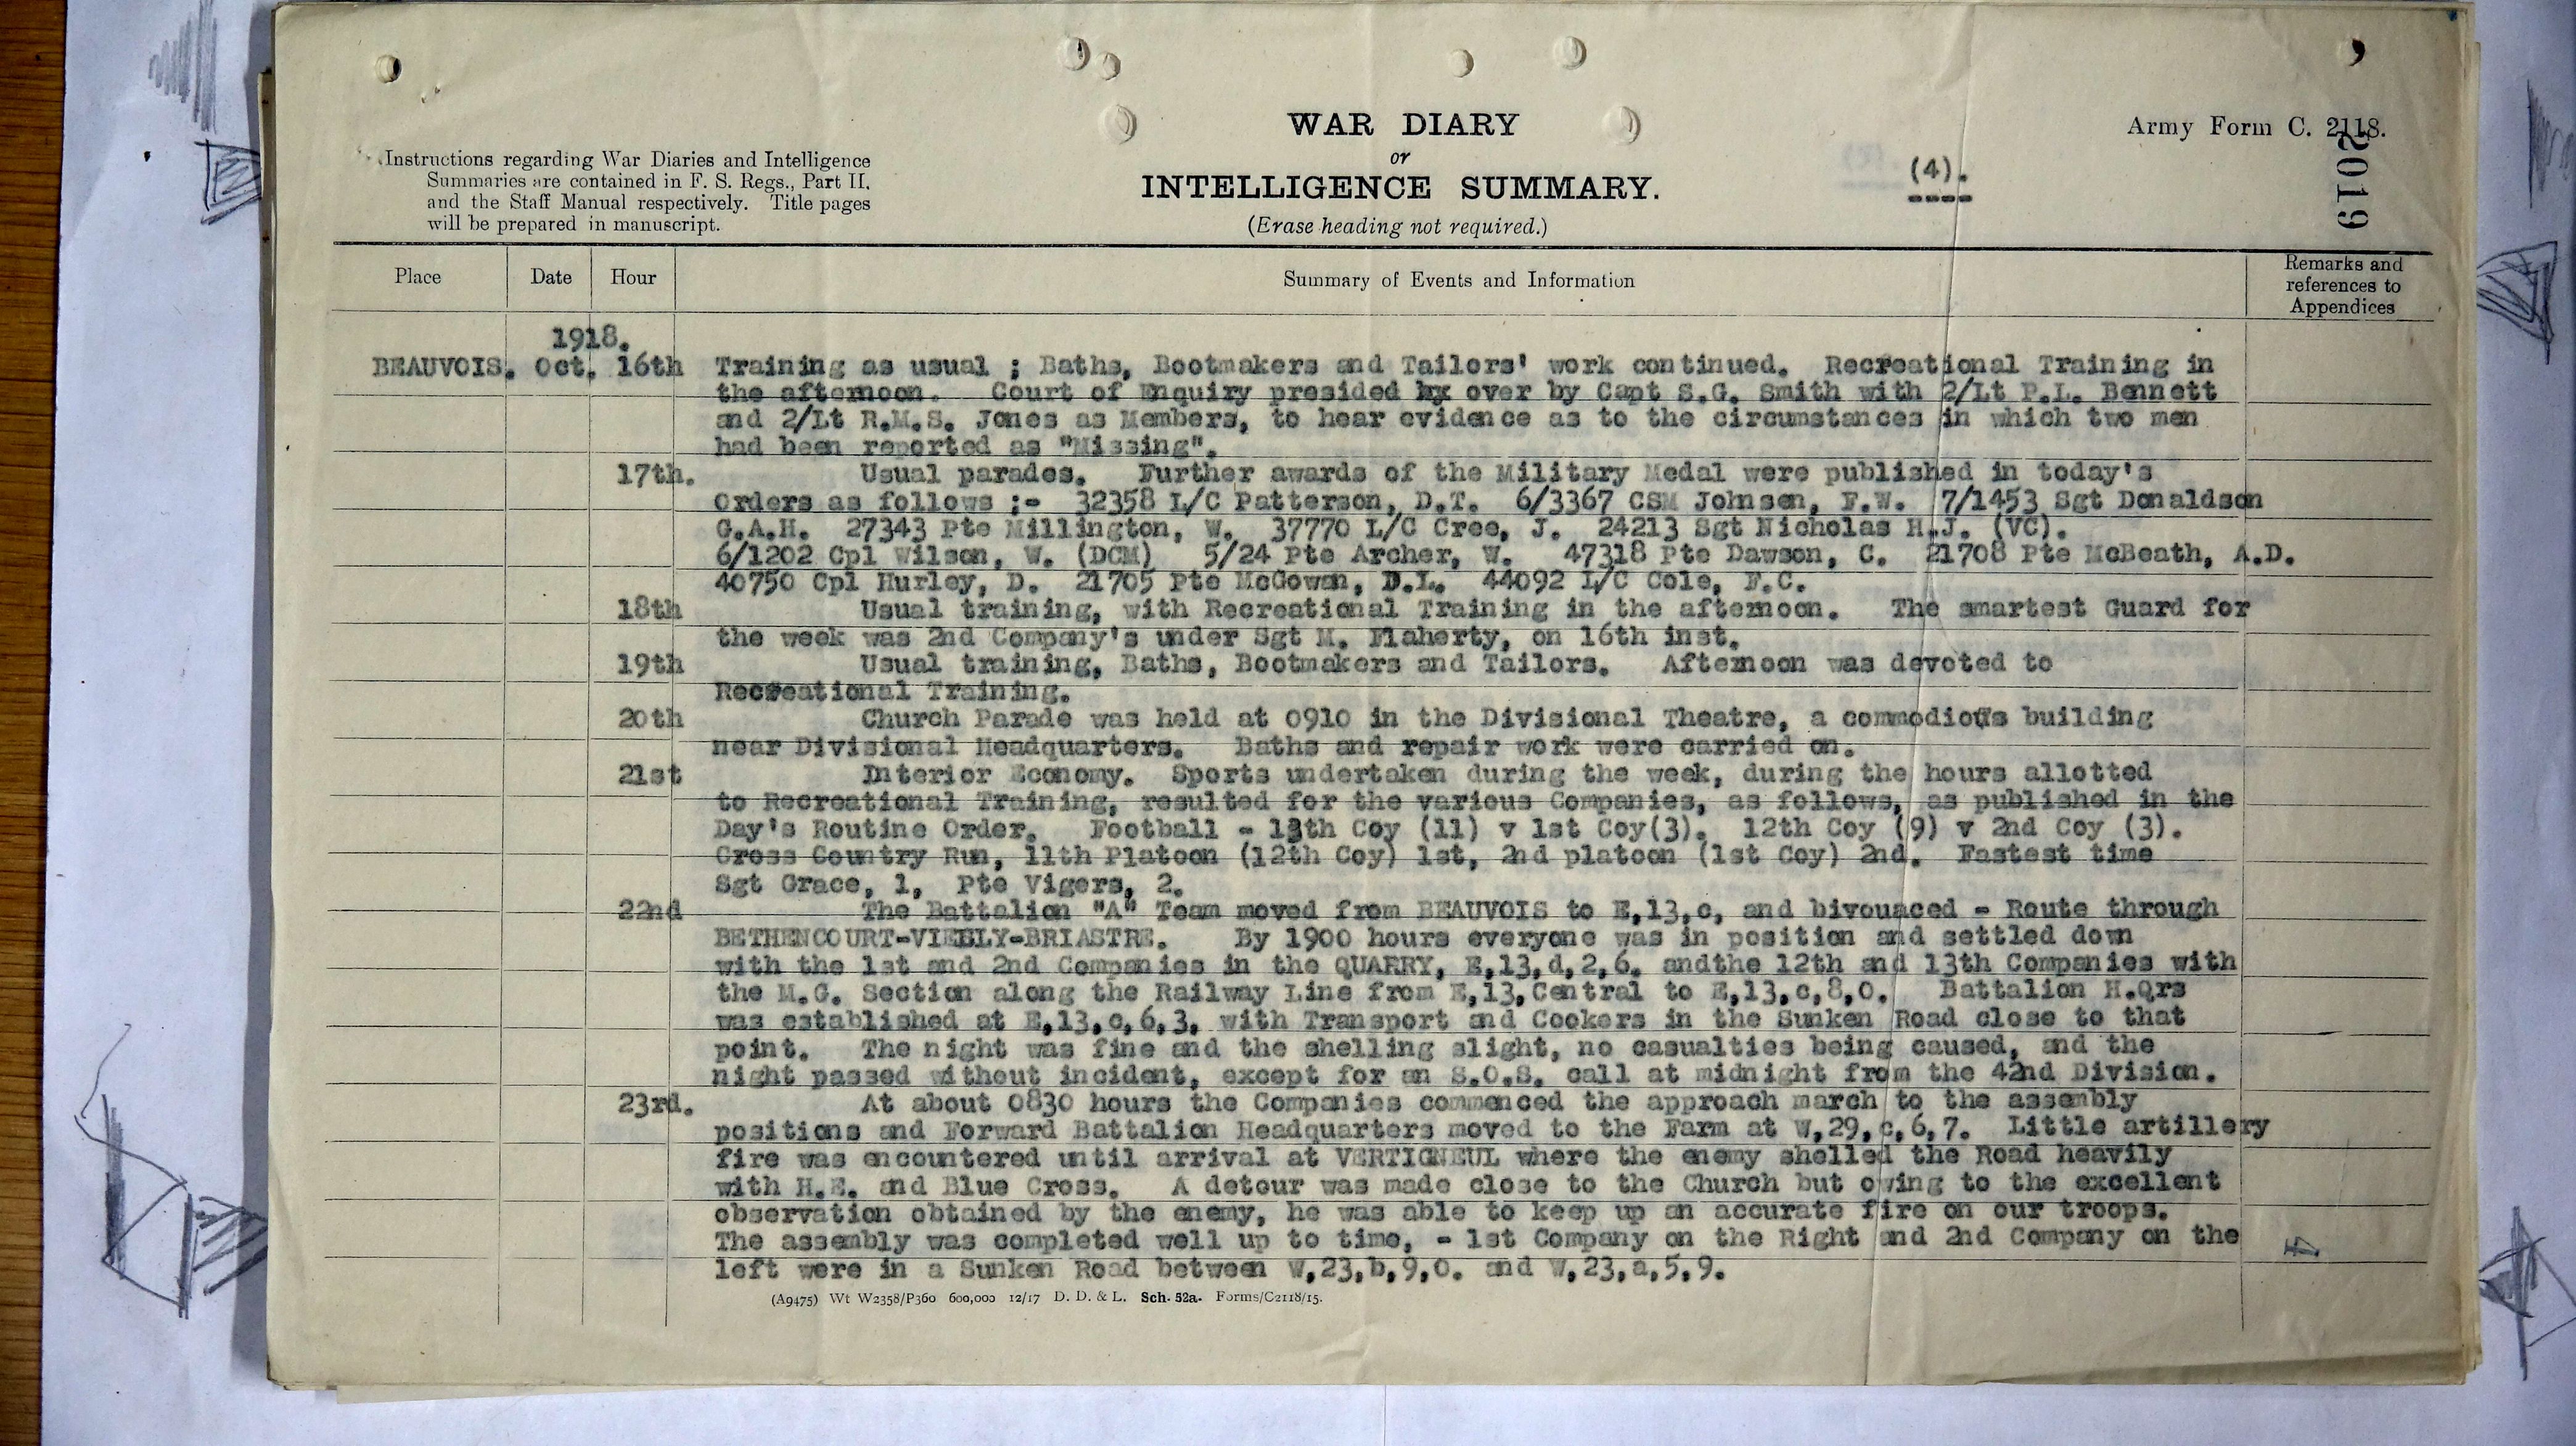 WAR DIARY
or
INTELLIGENCE SUMMARY.
(Erase heading not required.)
Instructions regarding War Diaries and Intelligence
Summaries are contained in F. S. Regs., Part II.
and the Staff Manual respectively. Title pages
will be prepared in manuscript.
(4).
Army Form C. 2118.
2019
Place Date Hour Summary of Events and Information Remarks and references to Appendices
1918.
BEAUVOIS. Oct. 16th Training as usual ; Baths, Bootmakers and Tailors' work continued. Recreational Training in
the afternoon. Court of Enquiry presided over by Capt S.G. Smith with 2/Lt P.L. Bennett
and 2/Lt R.M.S. Jones as Members, to hear evidence as to the circumstances in which two men
had been reported as "Missing".
17th. Usual parades. Further awards of the Military Medal were published in today's
Orders as follows ;- 32358 L/C Patterson, D.T. 6/3367 CSM Johnsen, F.W. 7/1453 Sgt Donaldson
G.A.H. 27343 Pte Millington, W. 37770 L/C Cree, J. 24213 Sgt Nicholas H.J. (VC).
6/1202 Cpl Wilson, W. (DCM) 5/24 Pte Archer, W. 47318 Pte Dawson, C. 21708 Pte McBeath, A.D.
40750 Cpl Hurley, D. 21705 Pte McGowan, D.L. 44092 L/C Cole, F.C.
18th Usual training, with Recreational Training in the afternoon. The smartest Guard for
the week was 2nd Company's under Sgt M. Flaherty, on 16th inst.
19th Usual training, Baths, Bootmakers and Tailors. Afternoon was devoted to
Recreational Training.
20th Church Parade was held at 0910 in the Divisional Theatre, a commodious building
near Divisional Headquarters. Baths and repair work were carried on.
21st Interior Economy. Sports undertaken during the week, during the hours allotted
to Recreational Training, resulted for the various Companies, as follows, as published in the
Day's Routine Order. Football - 13th Coy (11) v 1st Coy(3). 12th Coy (9) v 2nd Coy (3).
Cross Country Run, 11th Platoon (12th Coy) 1st, 2nd platoon (1st Coy) 2nd. Fastest time
Sgt Grace, 1, Pte Vigers, 2.
22nd The Battalion "A" Team moved from BEAUVOIS to E,13,c, and bivouaced - Route through
BETHENCOURT-VIESLY-BRIASTRE. By 1900 hours everyone was in position and settled down
with the 1st and 2nd Companies in the QUARRY, E,13,d,2,6. andthe 12th and 13th Companies with
the M.G. Section along the Railway Line from E,13,Central to E,13,c,8,0. Battalion H.Qrs
was established at E,13,c,6,3, with Transport and Cookers in the Sunken Road close to that
point. The night was fine and the shelling slight, no casualties being caused, and the
night passed without incident, except for an S.O.S. call at midnight from the 42nd Division.
23rd. At about 0830 hours the Companies commenced the approach march to the assembly
positions and Forward Battalion Headquarters moved to the Farm at W,29,c,6,7. Little artillery
fire was encountered until arrival at VERTIGNEUL where the enemy shelled the Road heavily
with H.E. and Blue Cross. A detour was made close to the Church but owing to the excellent
observation obtained by the enemy, he was able to keep up an accurate fire on our troops.
The assembly was completed well up to time, - 1st Company on the Right and 2nd Company on the
left were in a Sunken Road between W,23,b,9,0. and W,23,a,5,9.
(A9475) Wt W2358/P360 600,000 12/17 D. D. & L. Sch. 52a. Forms/C2118/15.